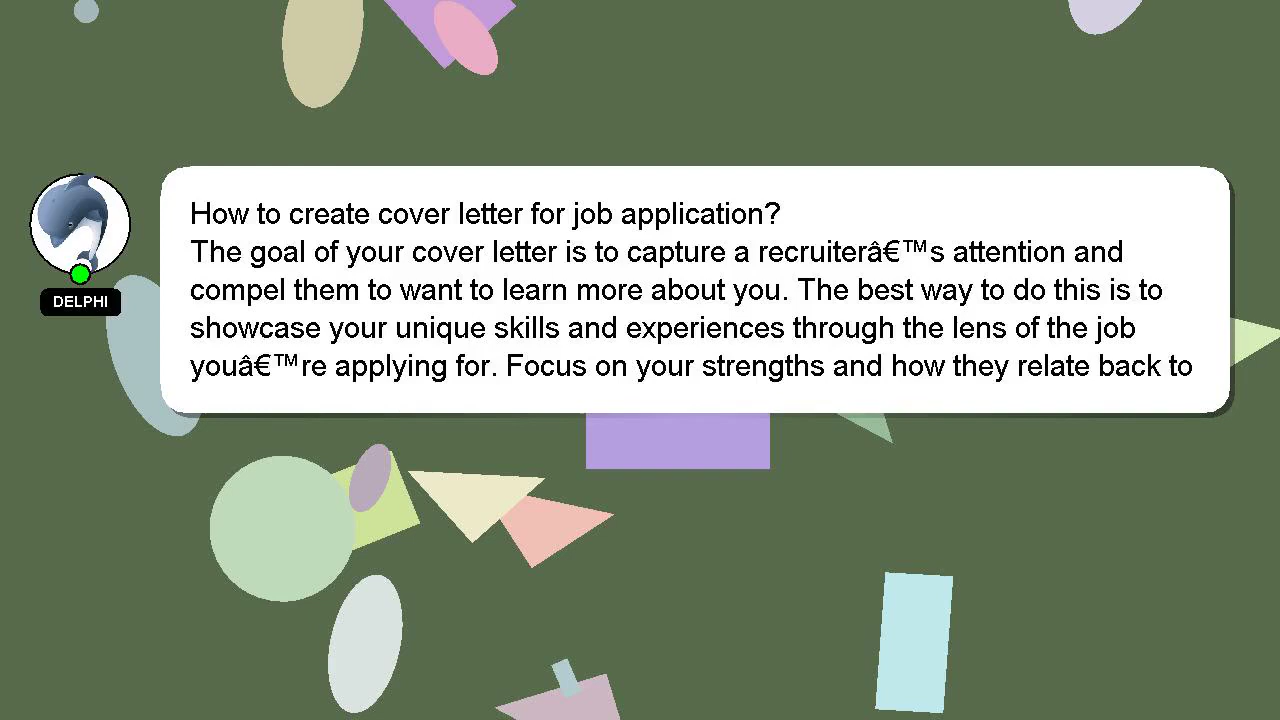 How to create cover letter for job application?
The goal of your cover letter is to capture a recruiterâ€™s attention and
compel them to want to learn more about you. The best way to do this is to
showcase your unique skills and experiences through the lens of the job
youâ€™re applying for. Focus on your strengths and how they relate back to
DELPHI